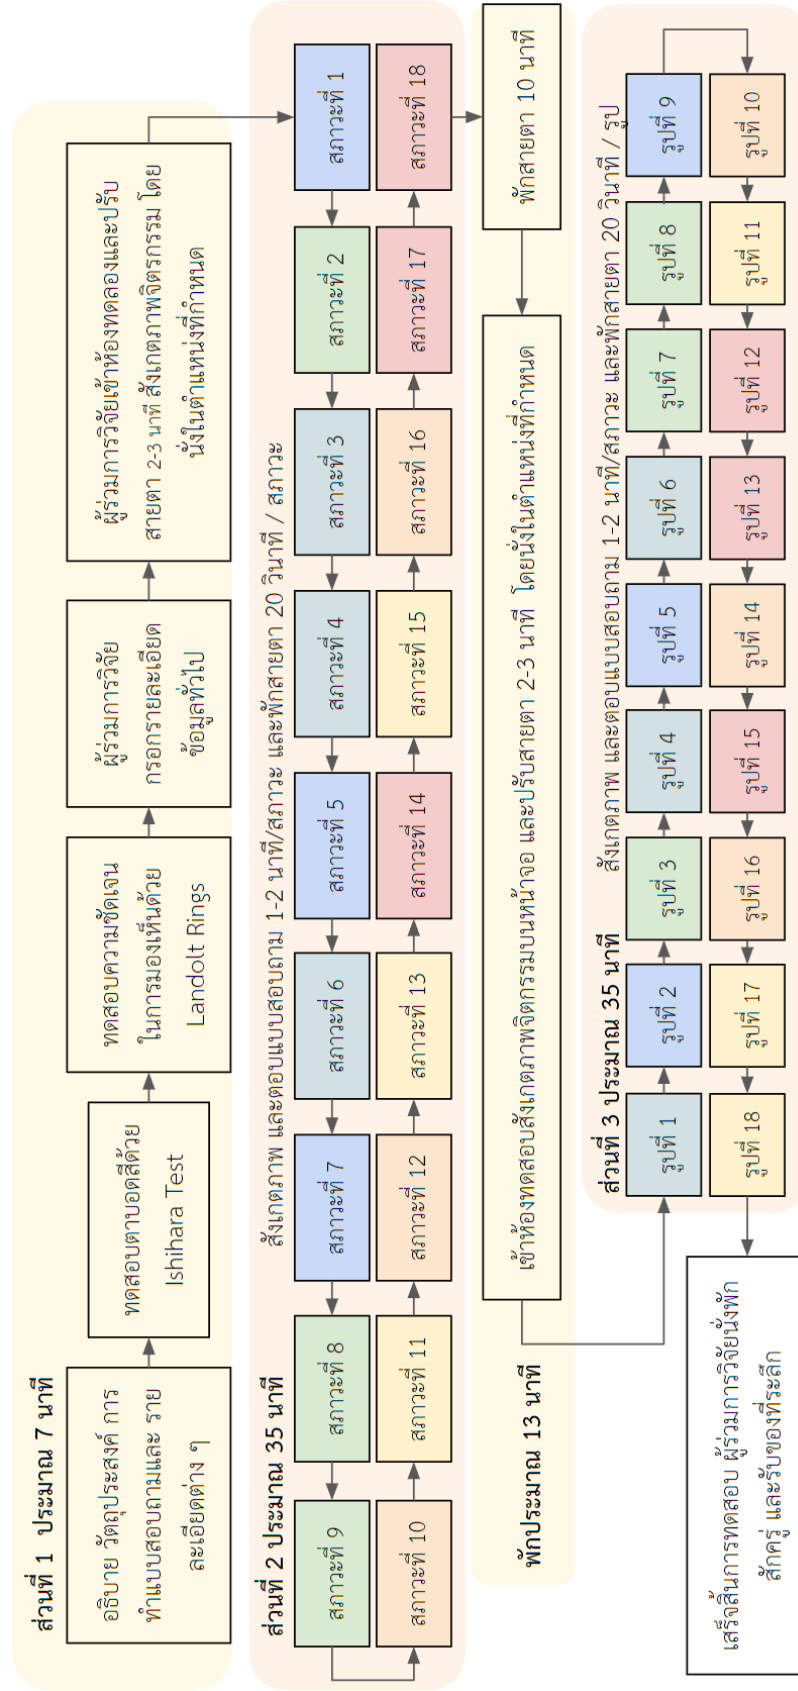 ส่วนที่ 1 ประมาณ 7 นาที
อธิบาย วัตถุประสงค์ การ
ทำแบบสอบถามและ ราย
ละเอียดต่าง ๆ
ทดสอบตาบอดสีด้วย
Ishihara Test
ทดสอบความชัดเจน
ในการมองเห็นด้วย
Landolt Rings
ผู้ร่วมการวิจัย
กรอกรายละเอียด
ข้อมูลทั่วไป
ผู้ร่วมการวิจัยเข้าห้องทดลองและปรับ
สายตา 2-3 นาที สังเกตภาพจิตรกรรม โดย
นั่งในตำแหน่งที่กำหนด
ส่วนที่ 2 ประมาณ 35 นาที
สังเกตภาพ และตอบแบบสอบถาม 1-2 นาที/สภาวะ และพักสายตา 20 วินาที / สภาวะ
สภาวะที่ 1
สภาวะที่ 2
สภาวะที่ 3
สภาวะที่ 4
สภาวะที่ 5
สภาวะที่ 6
สภาวะที่ 7
สภาวะที่ 8
สภาวะที่ 9
สภาวะที่ 10
สภาวะที่ 11
สภาวะที่ 12
สภาวะที่ 13
สภาวะที่ 14
สภาวะที่ 15
สภาวะที่ 16
สภาวะที่ 17
สภาวะที่ 18
พักประมาณ 13 นาที
พักสายตา 10 นาที
เข้าห้องทดสอบสังเกตภาพจิตรกรรมบนหน้าจอ และปรับสายตา 2-3 นาที โดยนั่งในตำแหน่งที่กำหนด
ส่วนที่ 3 ประมาณ 35 นาที
สังเกตภาพ และตอบแบบสอบถาม 1-2 นาที/สภาวะ และพักสายตา 20 วินาที / รูป
รูปที่ 1
รูปที่ 2
รูปที่ 3
รูปที่ 4
รูปที่ 5
รูปที่ 6
รูปที่ 7
รูปที่ 8
รูปที่ 9
รูปที่ 10
รูปที่ 11
รูปที่ 12
รูปที่ 13
รูปที่ 14
รูปที่ 15
รูปที่ 16
รูปที่ 17
รูปที่ 18
เสร็จสิ้นการทดสอบ ผู้ร่วมการวิจัยนั่งพัก
สักครู่ และรับของที่ระลึก